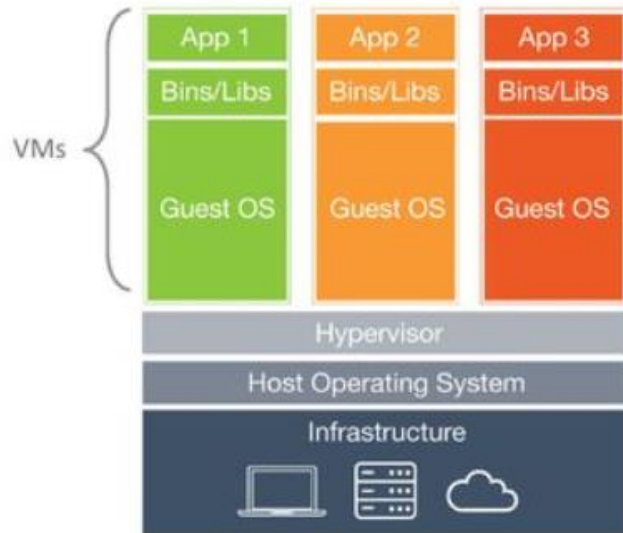 VMs
App 1
Bins/Libs
Guest OS
App 2
Bins/Libs
Guest OS
App 3
Bins/Libs
Guest OS
Hypervisor
Host Operating System
Infrastructure